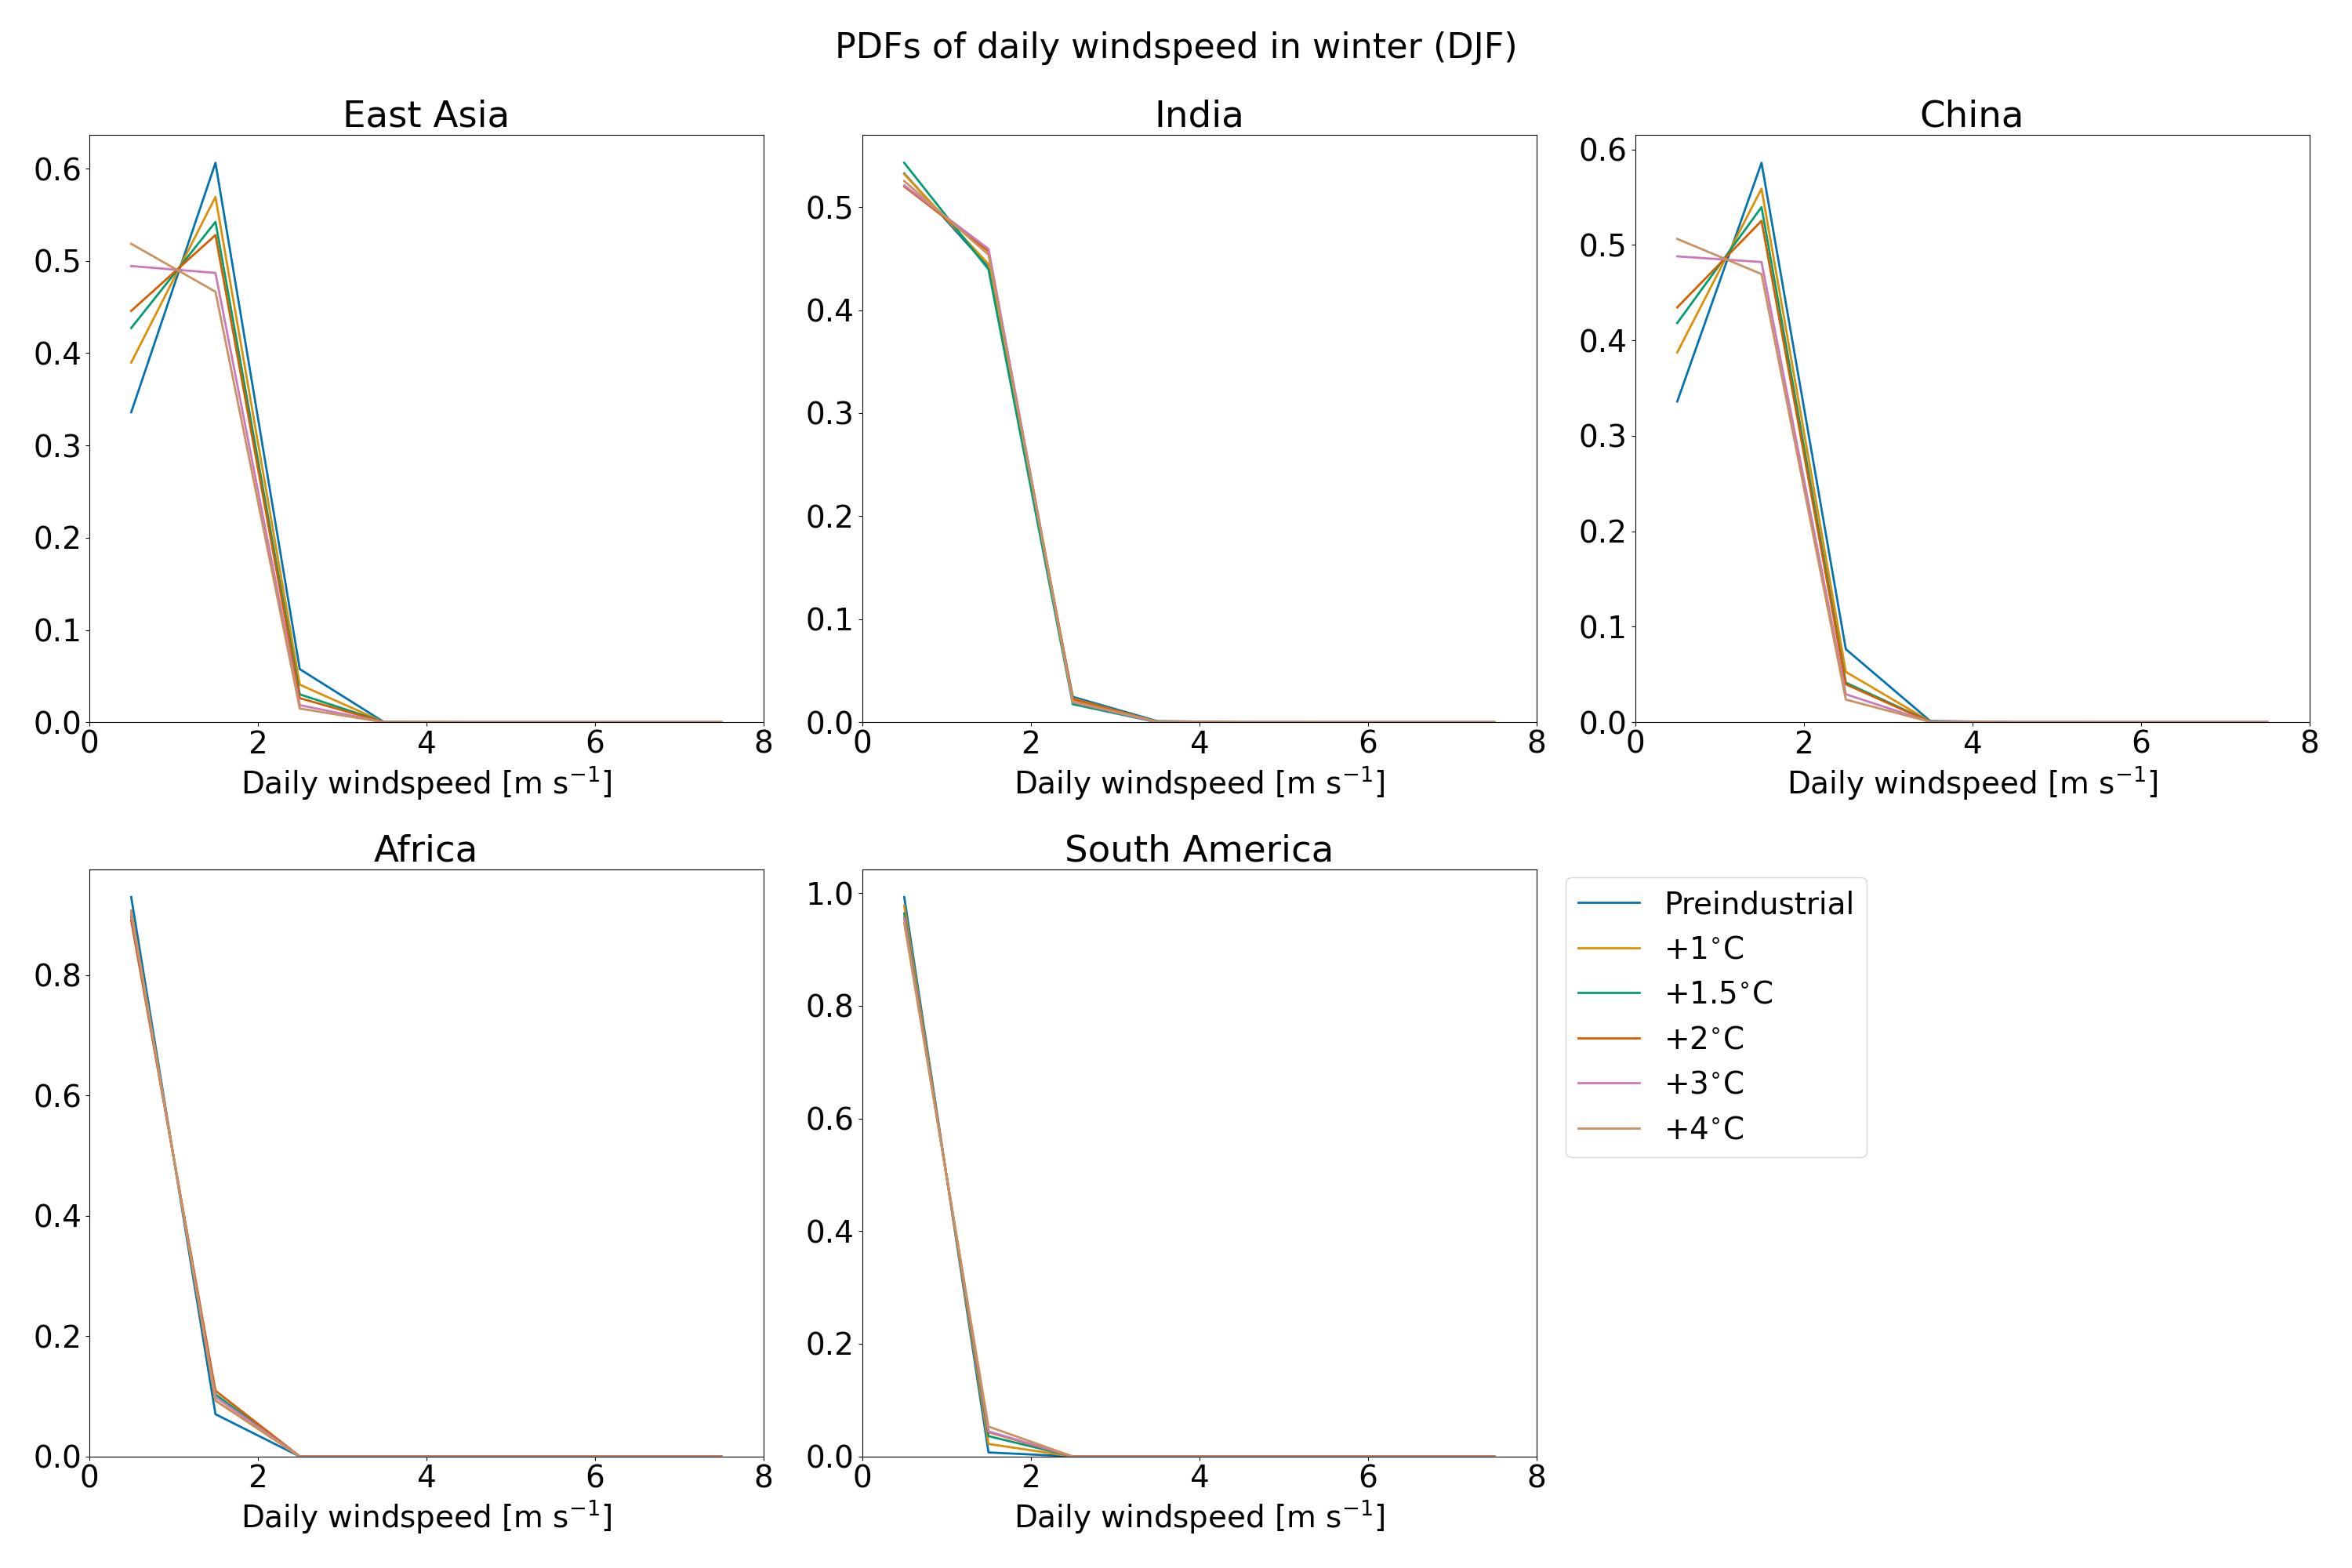 PDFs of daily windspeed in winter (DJF)
East Asia
0.6
0.5
0.4
0.3
0.2
0.1
0.0
0 2 4 6 8
Daily windspeed [m s⁻¹]
India
0.5
0.4
0.3
0.2
0.1
0.0
0 2 4 6 8
Daily windspeed [m s⁻¹]
China
0.6
0.5
0.4
0.3
0.2
0.1
0.0
0 2 4 6 8
Daily windspeed [m s⁻¹]
Africa
0.8
0.6
0.4
0.2
0.0
0 2 4 6 8
Daily windspeed [m s⁻¹]
South America
1.0
0.8
0.6
0.4
0.2
0.0
0 2 4 6 8
Daily windspeed [m s⁻¹]
Preindustrial
+1°C
+1.5°C
+2°C
+3°C
+4°C